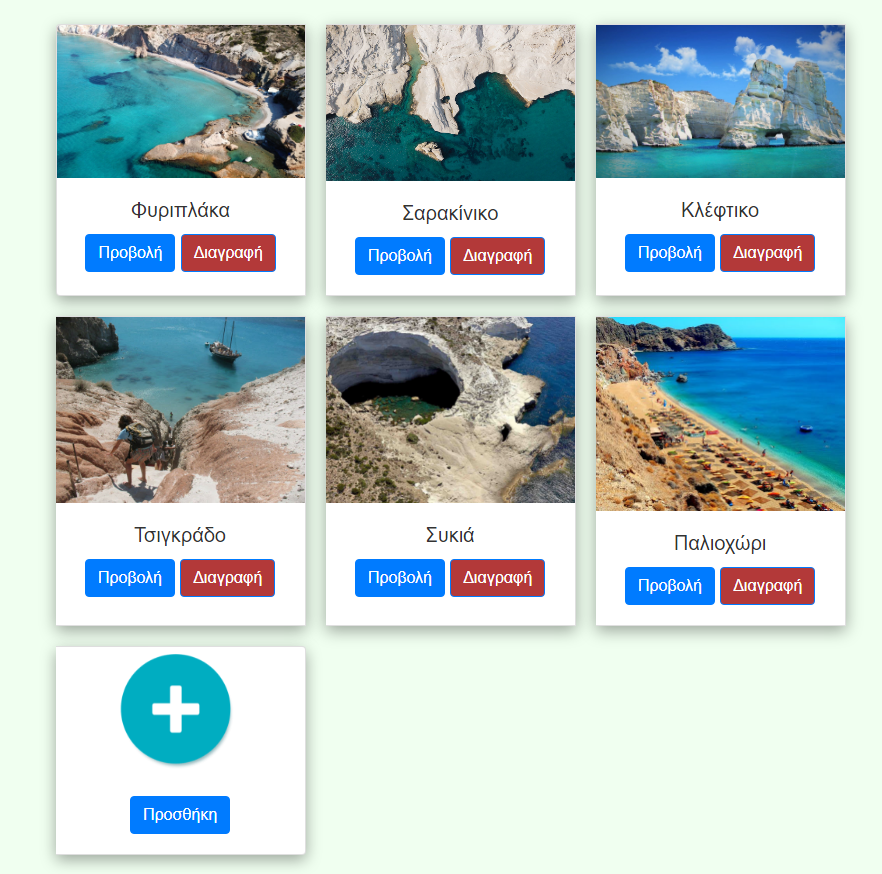 Φυριπλάκα
Προβολή Διαγραφή
Σαρακίνικο
Προβολή Διαγραφή
Κλέφτικο
Προβολή Διαγραφή
Τσιγκράδο
Προβολή Διαγραφή
Συκιά
Προβολή Διαγραφή
Παλιοχώρι
Προβολή Διαγραφή
Προσθήκη